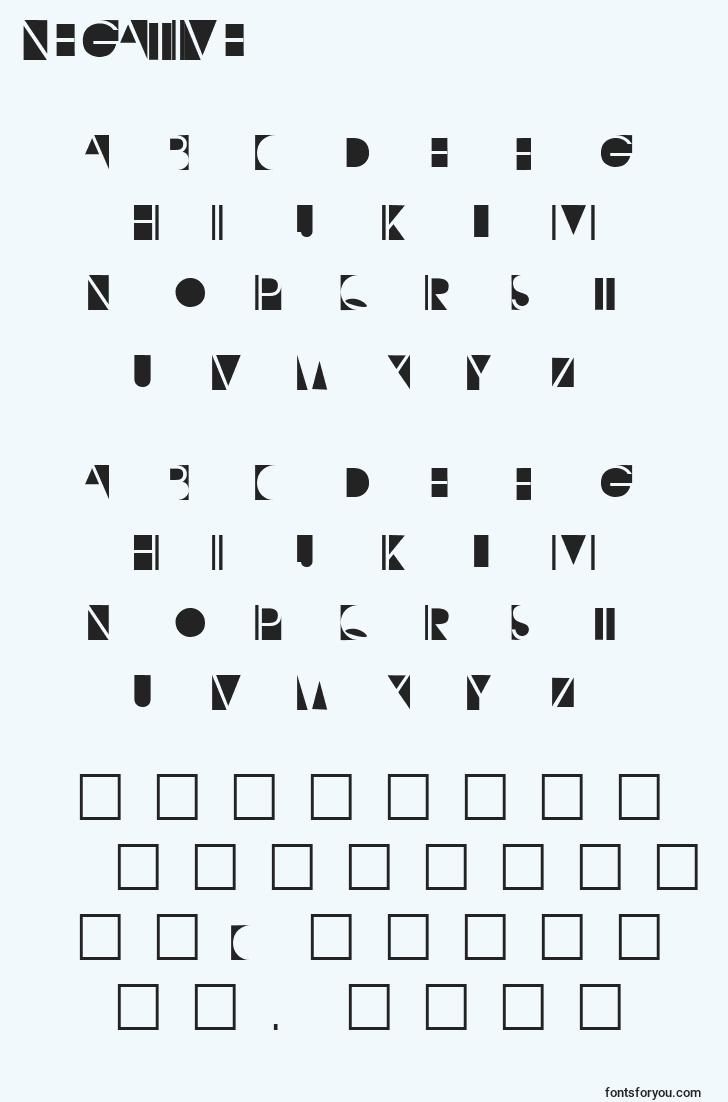 NEGATIVE
A B C D E F G
H I J K L M
N O P Q R S T
U V W X Y Z
A B C D E F G
H I J K L M
N O P Q R S T
U V W X Y Z
□ □ □ □ □ □ □ □
□ □ □ □ □ □ □ □
□ □ ( □ □ □ □ □
□ □ . □ □ □ □
fontsforyou.com